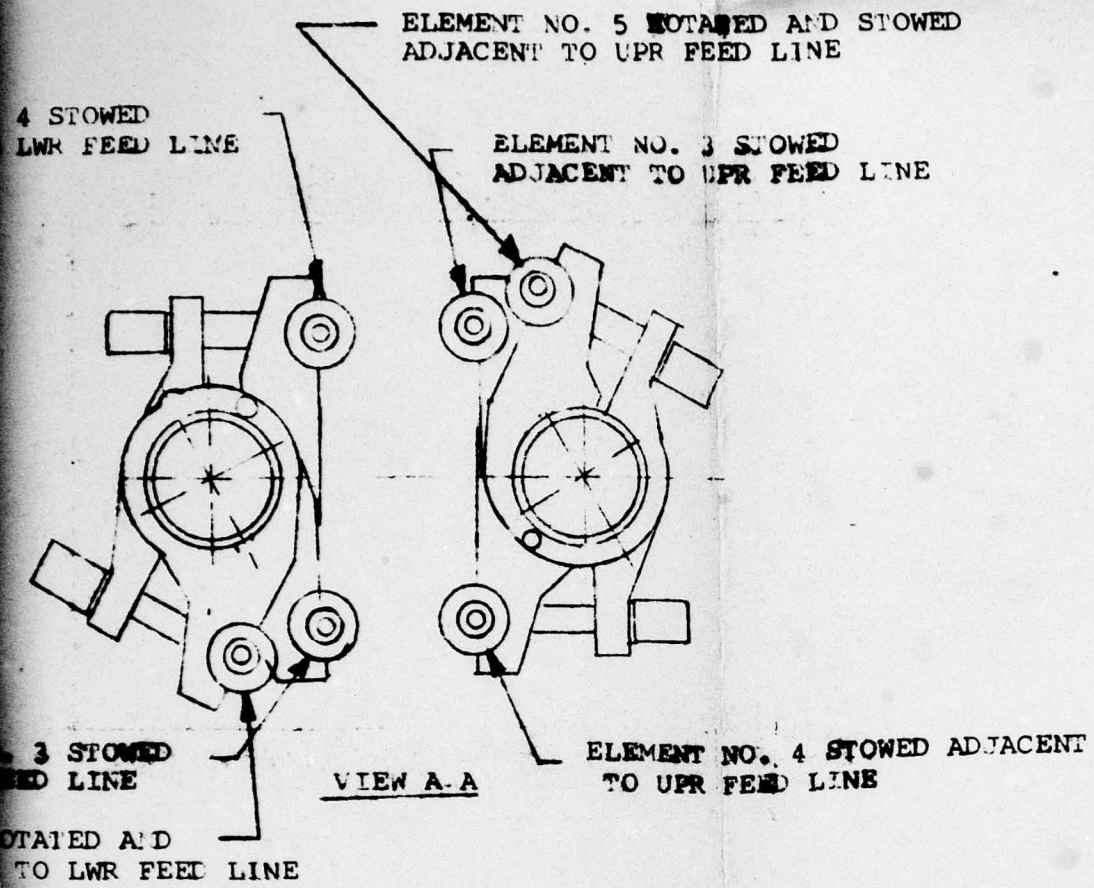 ELEMENT NO. 5 ROTATED AND STOWED
ADJACENT TO UPR FEED LINE
4 STOWED
LWR FEED LINE
ELEMENT NO. 3 STOWED
ADJACENT TO UPR FEED LINE
3 STOWED
LINE
VIEW A-A
ELEMENT NO. 4 STOWED ADJACENT
TO UPR FEED LINE
OTATED AND
TO LWR FEED LINE